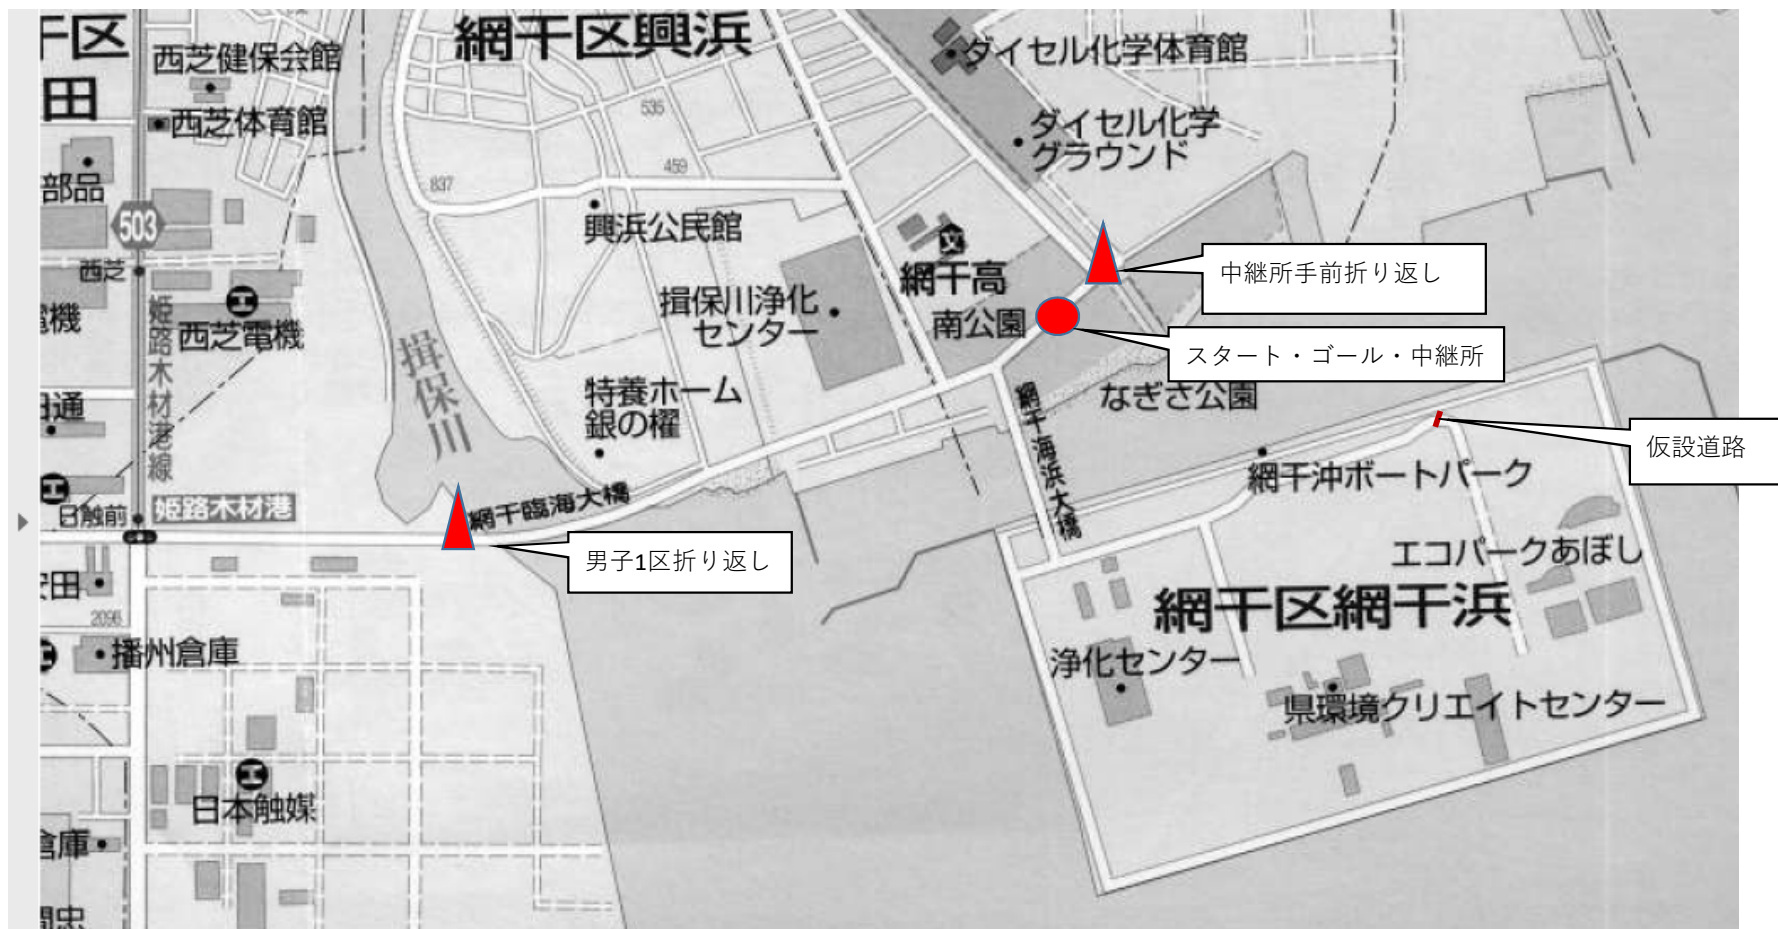 干区
田
網干区興浜
西芝健保会館
西芝体育館
ダイセル化学体育館
535
ダイセル化学
グラウンド
部品
459
837
503
興浜公民館
西芝
網干高
中継所手前折り返し
揖保川浄化
センター
南公園
電機
西芝電機
姫路木材港線
揖保川
スタート・ゴール・中継所
特養ホーム
銀の櫂
なぎさ公園
網干海浜大橋
仮設道路
網干沖ボートパーク
日触前
姫路木材港
網干臨海大橋
男子1区折り返し
エコパークあぼし
安田
網干区網干浜
播州倉庫
浄化センター
県環境クリエイトセンター
日本触媒
倉庫